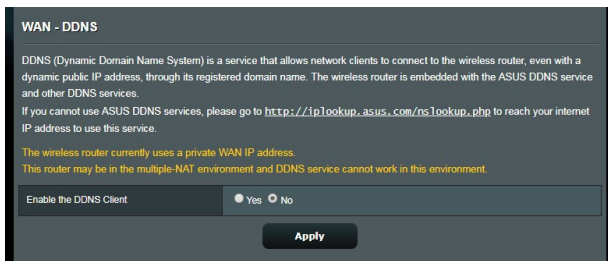 WAN - DDNS
DDNS (Dynamic Domain Name System) is a service that allows network clients to connect to the wireless router, even with a
dynamic public IP address, through its registered domain name. The wireless router is embedded with the ASUS DDNS service
and other DDNS services.
If you cannot use ASUS DDNS services, please go to http://iplookup.asus.com/nslookup.php to reach your internet
IP address to use this service.
The wireless router currently uses a private WAN IP address.
This router may be in the multiple-NAT environment and DDNS service cannot work in this environment.
Enable the DDNS Client Yes No
Apply